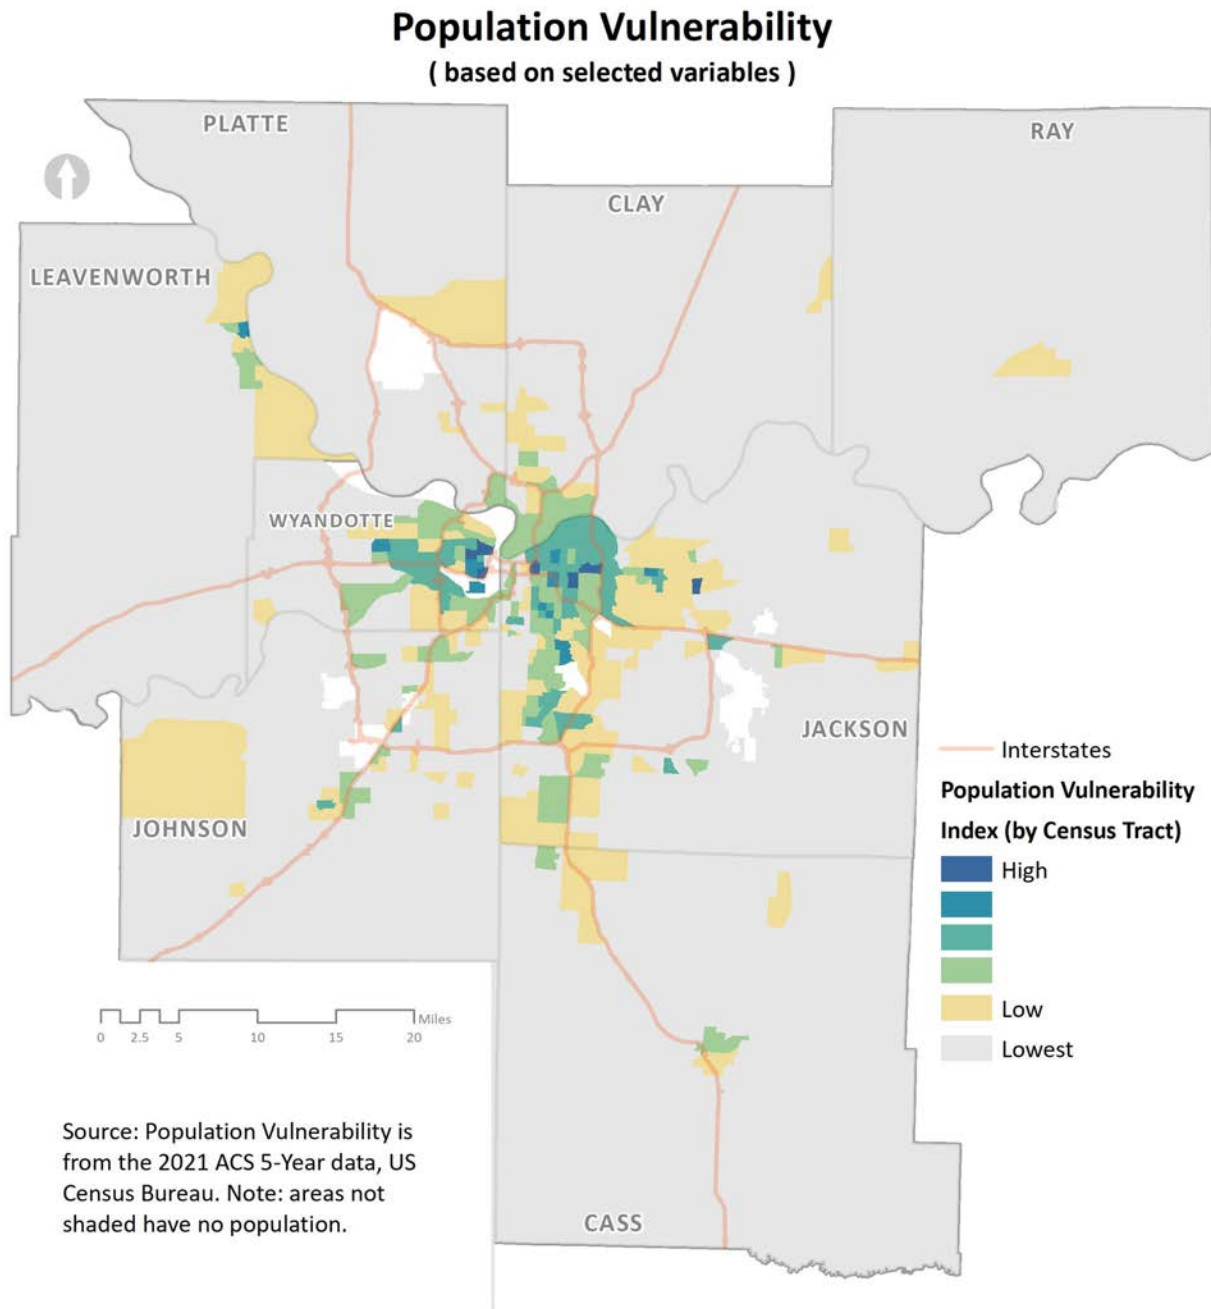 Population Vulnerability
( based on selected variables )
PLATTE
RAY
CLAY
LEAVENWORTH
WYANDOTTE
JACKSON
JOHNSON
CASS
Interstates
Population Vulnerability
Index (by Census Tract)
High
Low
Lowest
Miles
0 2.5 5 10 15 20
Source: Population Vulnerability is
from the 2021 ACS 5-Year data, US
Census Bureau. Note: areas not
shaded have no population.